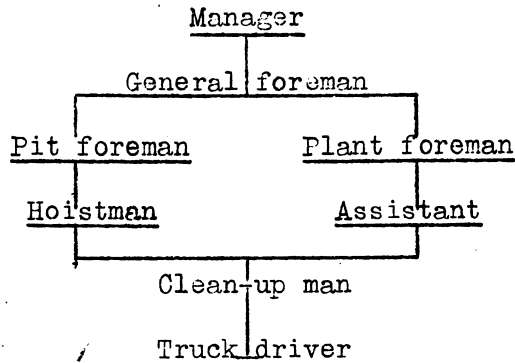 Manager
General foreman
Pit foreman Plant foreman
Hoistman Assistant
Clean-up man
Truck driver